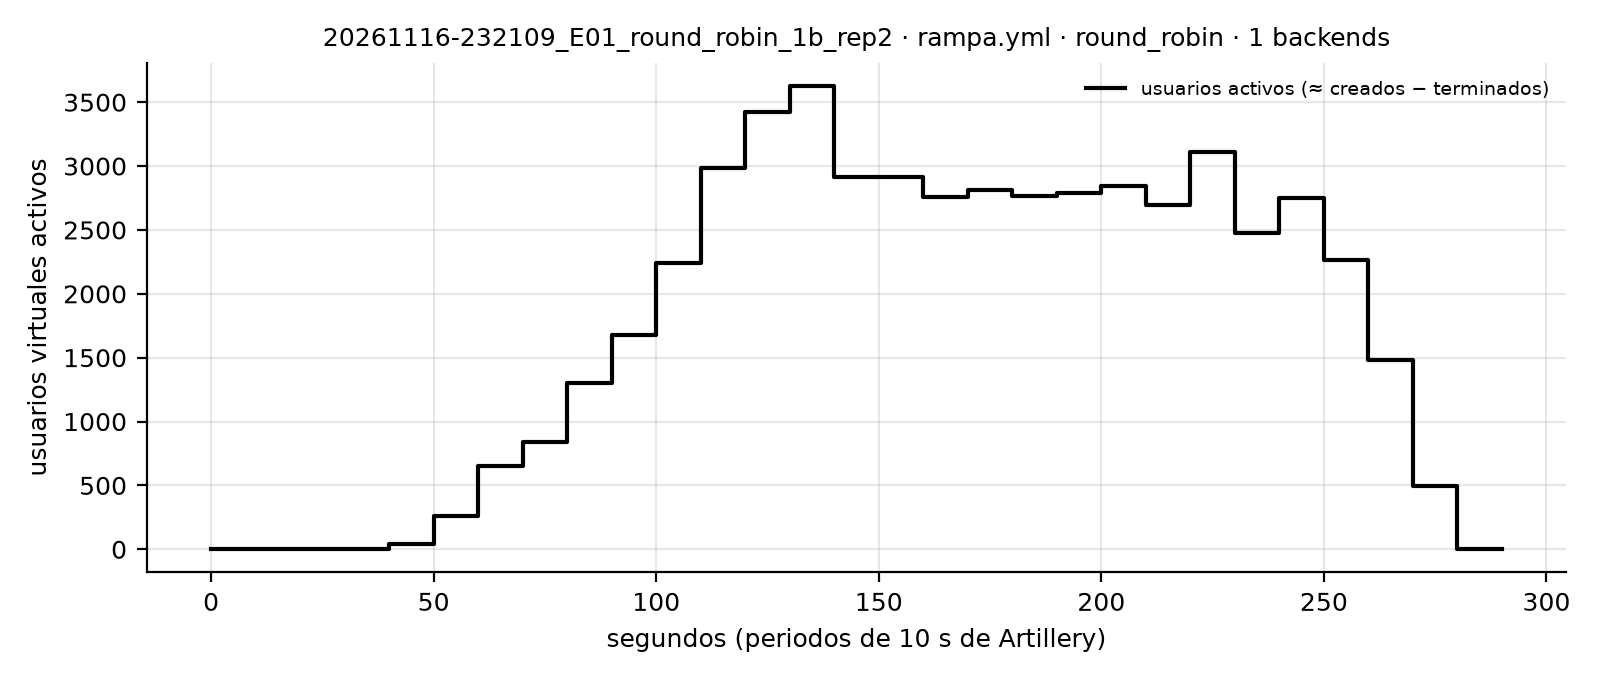 20261116-232109_E01_round_robin_1b_rep2 · rampa.yml · round_robin · 1 backends
usuarios activos (≈ creados − terminados)
usuarios virtuales activos
3500
3000
2500
2000
1500
1000
500
0
0 50 100 150 200 250 300
segundos (periodos de 10 s de Artillery)